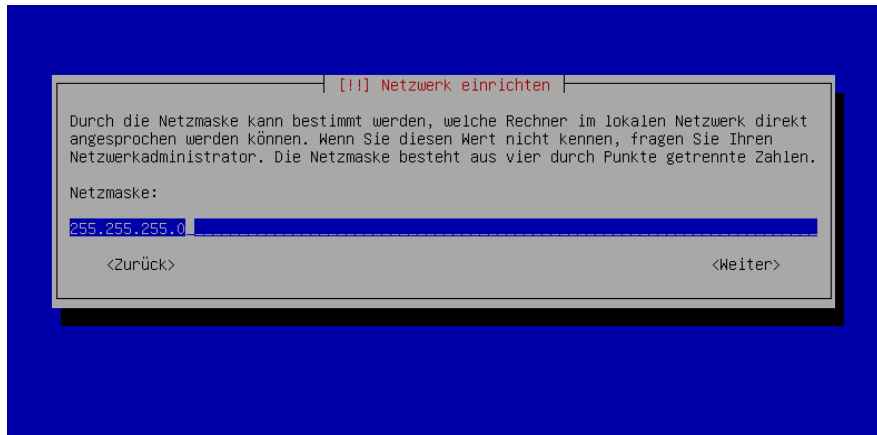 [!!] Netzwerk einrichten
Durch die Netzmaske kann bestimmt werden, welche Rechner im lokalen Netzwerk direkt
angesprochen werden können. Wenn Sie diesen Wert nicht kennen, fragen Sie Ihren
Netzwerkadministrator. Die Netzmaske besteht aus vier durch Punkte getrennte Zahlen.
Netzmaske:
255.255.255.0
<Zurück> <Weiter>